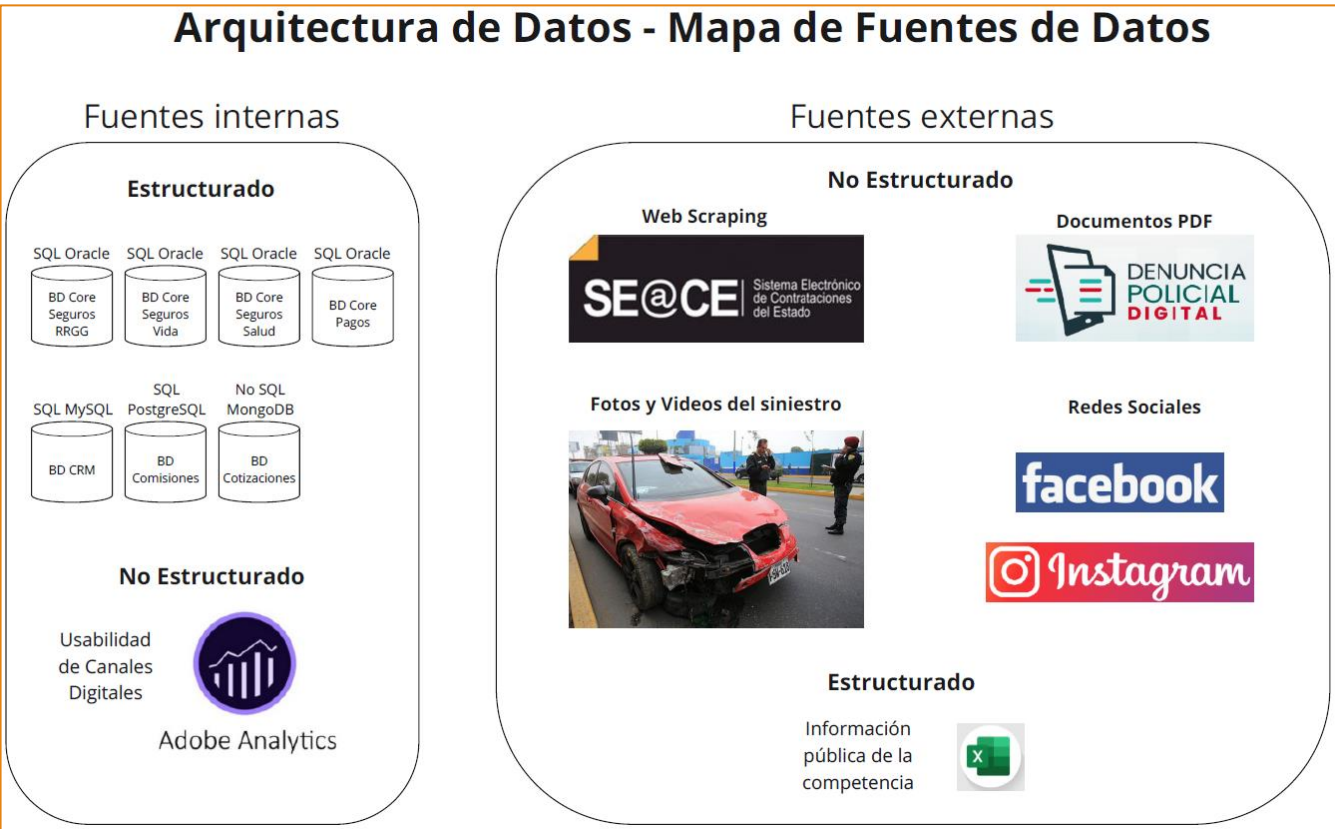 Arquitectura de Datos - Mapa de Fuentes de Datos
Fuentes internas
Estructurado
SQL Oracle
BD Core
Seguros
RRGG
SQL Oracle
BD Core
Seguros
Vida
SQL Oracle
BD Core
Seguros
Salud
SQL Oracle
BD Core
Pagos
SQL MySQL
BD CRM
SQL
PostgreSQL
BD
Comisiones
No SQL
MongoDB
BD
Cotizaciones
No Estructurado
Usabilidad
de Canales
Digitales
Adobe Analytics
Fuentes externas
No Estructurado
Web Scraping
SE@CE
Sistema Electrónico
de Contrataciones
del Estado
Documentos PDF
DENUNCIA
POLICIAL
DIGITAL
Fotos y Videos del siniestro
Redes Sociales
facebook
Instagram
Estructurado
Información
pública de la
competencia
X